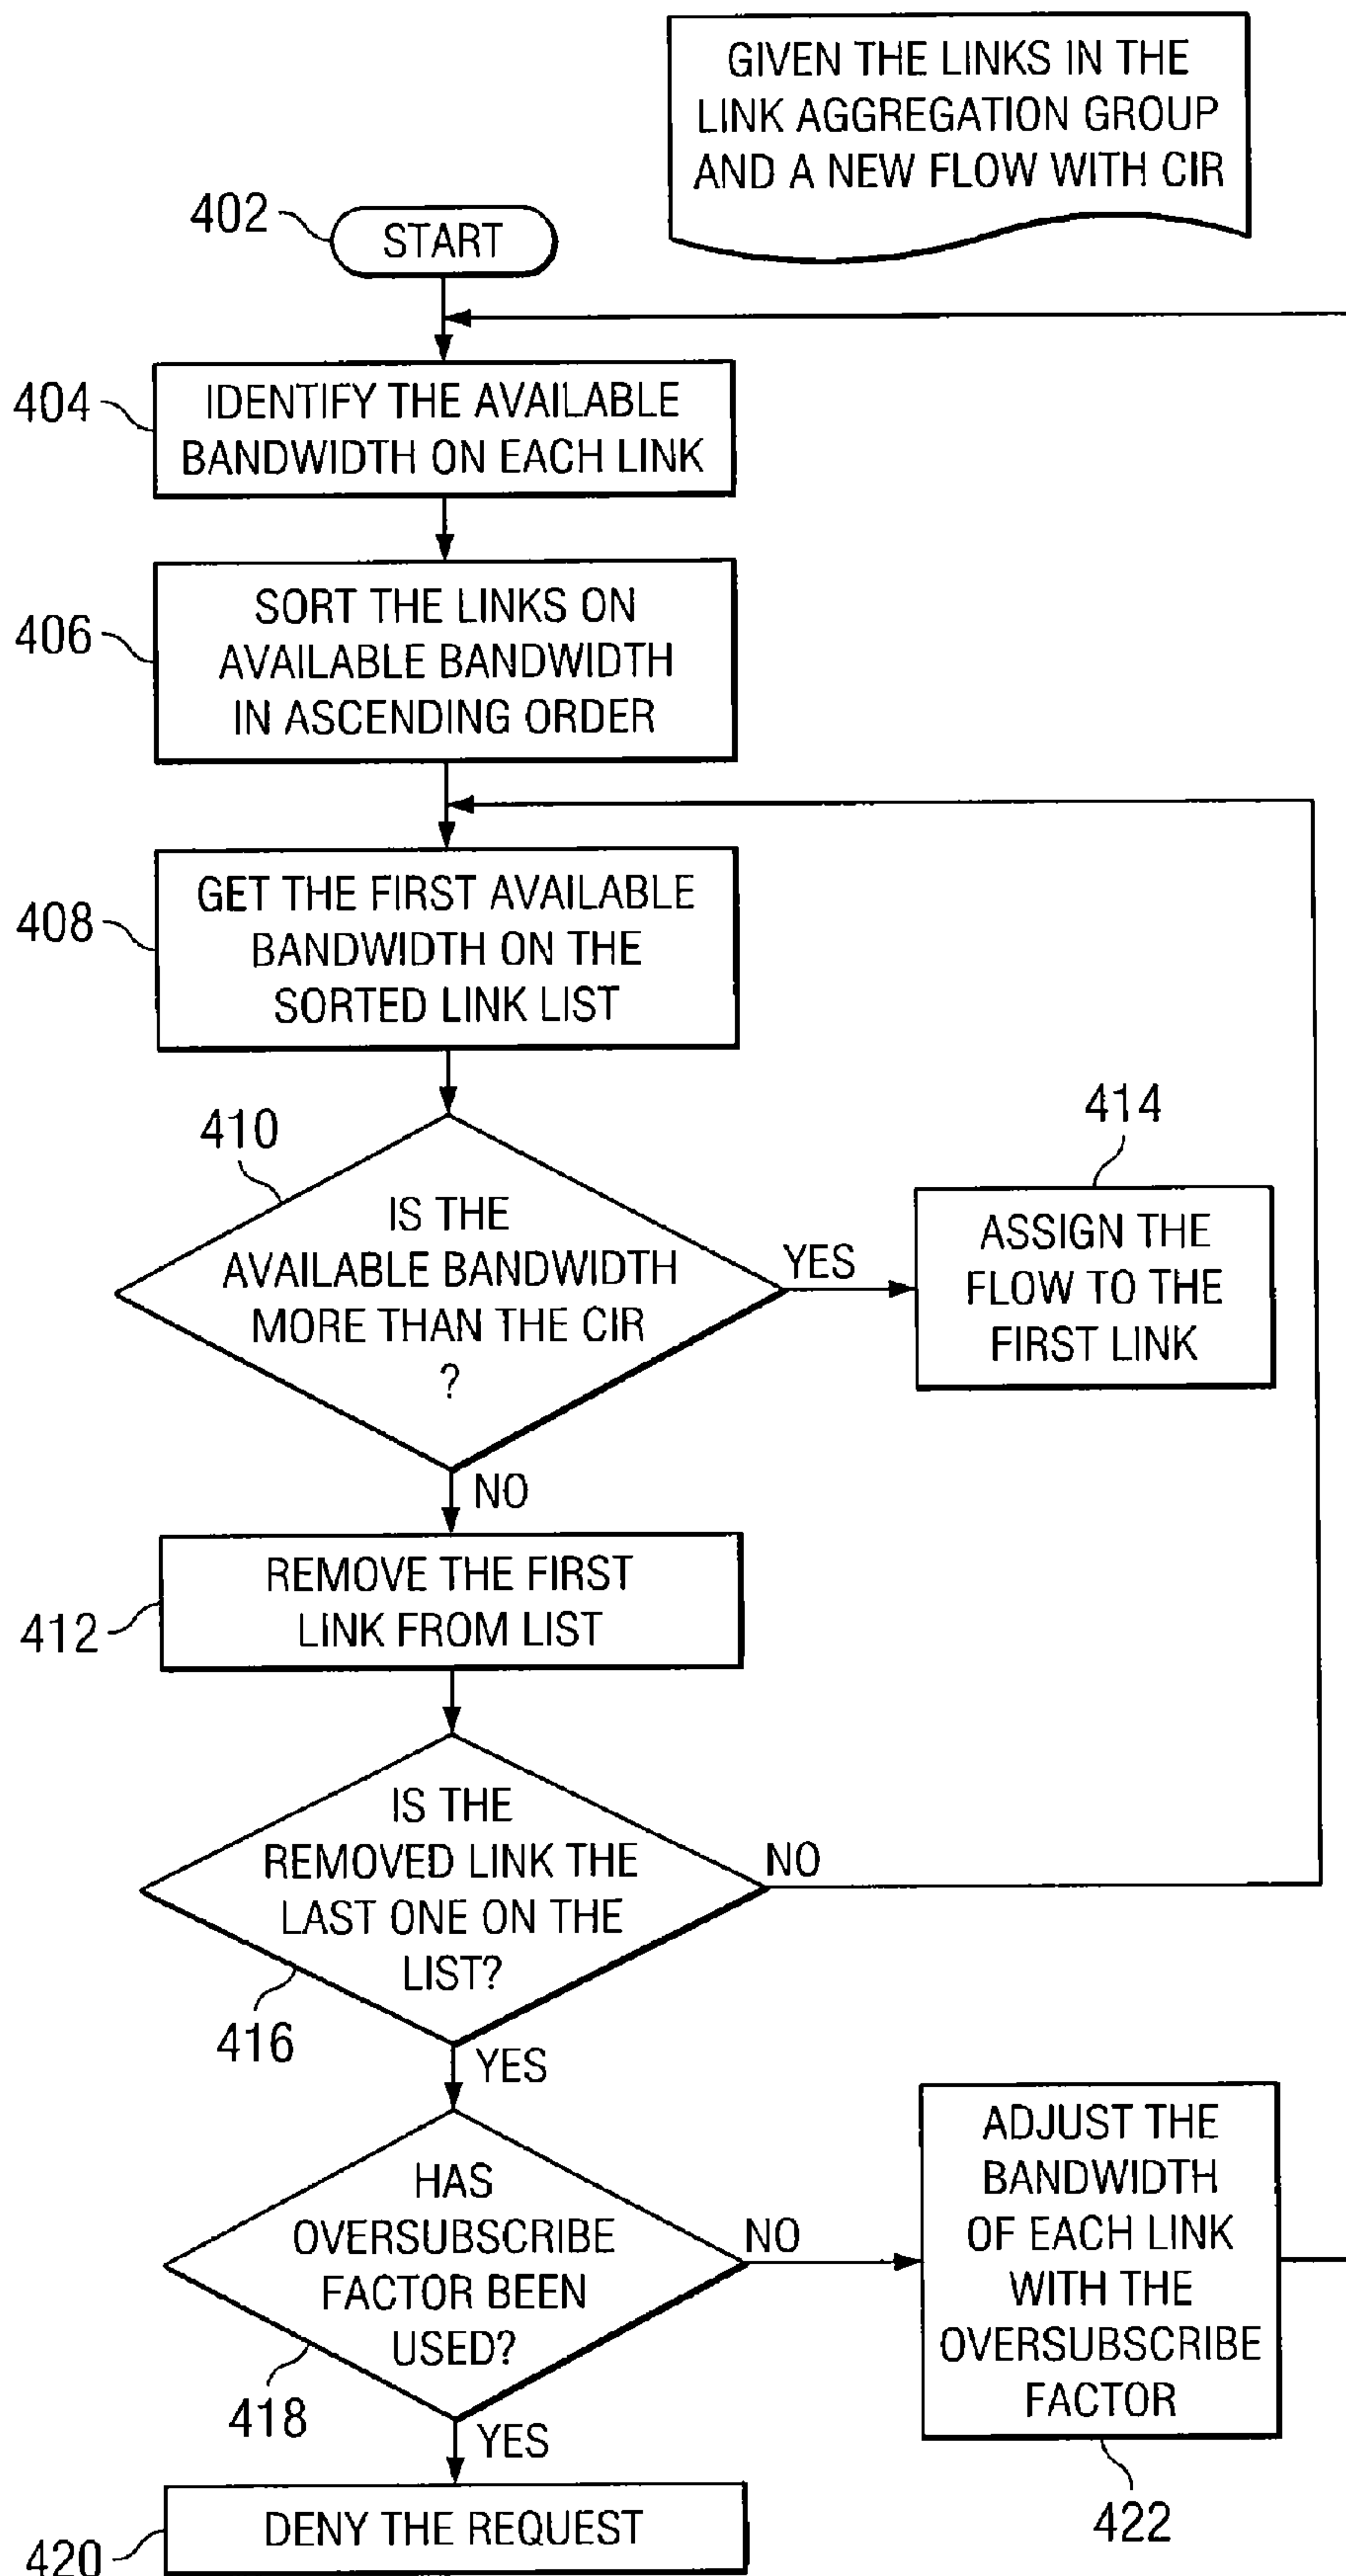 GIVEN THE LINKS IN THE
LINK AGGREGATION GROUP
AND A NEW FLOW WITH CIR
402
START
404
IDENTIFY THE AVAILABLE
BANDWIDTH ON EACH LINK
406
SORT THE LINKS ON
AVAILABLE BANDWIDTH
IN ASCENDING ORDER
408
GET THE FIRST AVAILABLE
BANDWIDTH ON THE
SORTED LINK LIST
410
IS THE
AVAILABLE BANDWIDTH
MORE THAN THE CIR
?
YES
414
ASSIGN THE
FLOW TO THE
FIRST LINK
NO
412
REMOVE THE FIRST
LINK FROM LIST
IS THE
REMOVED LINK THE
LAST ONE ON THE
LIST?
NO
416
YES
HAS
OVERSUBSCRIBE
FACTOR BEEN
USED?
NO
418
ADJUST THE
BANDWIDTH
OF EACH LINK
WITH THE
OVERSUBSCRIBE
FACTOR
422
YES
DENY THE REQUEST
420